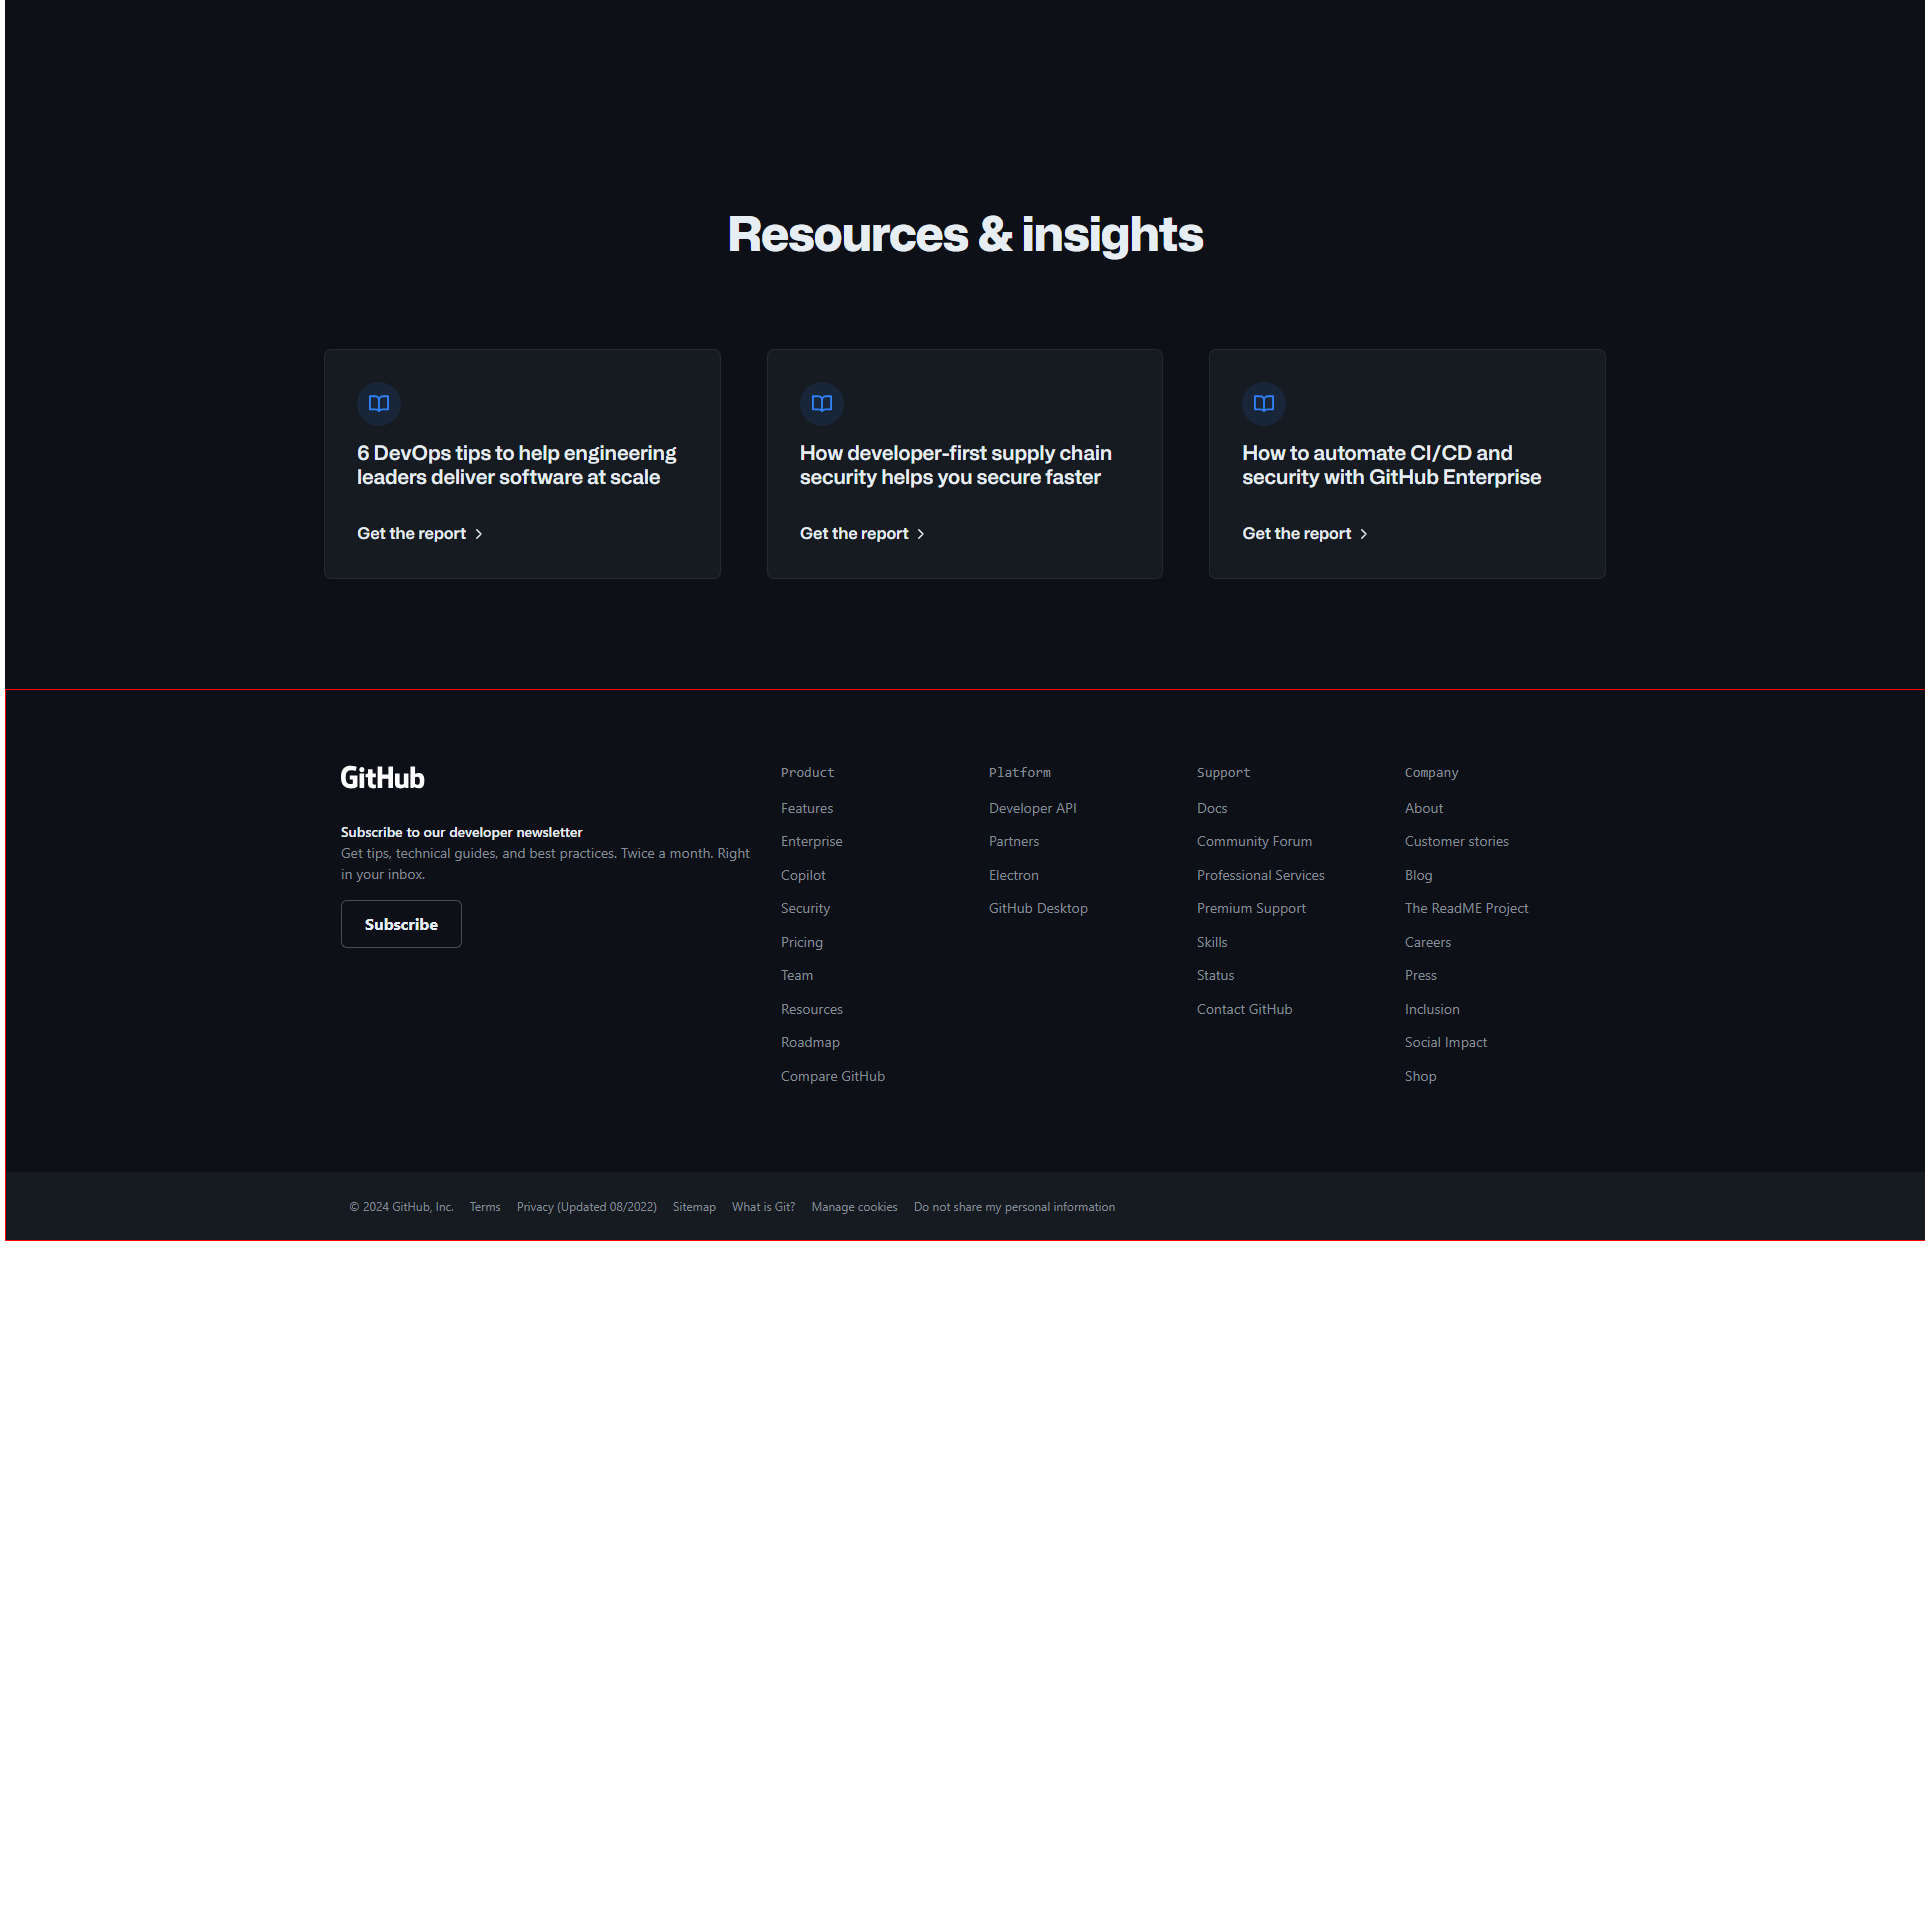 Resources & insights
6 DevOps tips to help engineering
leaders deliver software at scale
Get the report
How developer-first supply chain
security helps you secure faster
Get the report
How to automate CI/CD and
security with GitHub Enterprise
Get the report
GitHub
Subscribe to our developer newsletter
Get tips, technical guides, and best practices. Twice a month. Right
in your inbox.
Subscribe
Product
Features
Enterprise
Copilot
Security
Pricing
Team
Resources
Roadmap
Compare GitHub
Platform
Developer API
Partners
Electron
GitHub Desktop
Support
Docs
Community Forum
Professional Services
Premium Support
Skills
Status
Contact GitHub
Company
About
Customer stories
Blog
The ReadME Project
Careers
Press
Inclusion
Social Impact
Shop
© 2024 GitHub, Inc. Terms Privacy (Updated 08/2022) Sitemap What is Git? Manage cookies Do not share my personal information